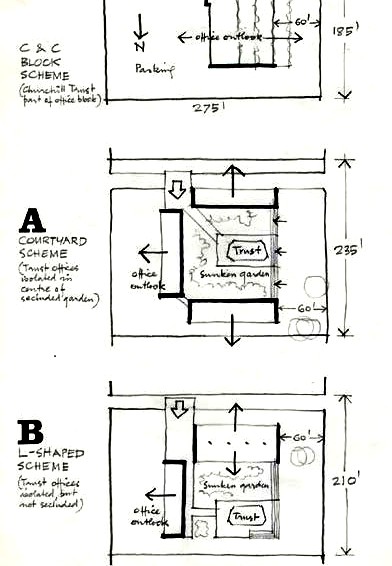 60'
185'
office outlook
N
Parking
C & C
BLOCK
SCHEME
(Churchill Trust
part of office block)
275'
A
COURTYARD
SCHEME
(Trust offices
isolated in
centre of
secluded garden)
Trust
office
outlook
Sunken garden
60'
235'
B
L-SHAPED
SCHEME
(Trust offices
isolated but
not secluded)
60'
Sunken garden
office
outlook
Trust
210'